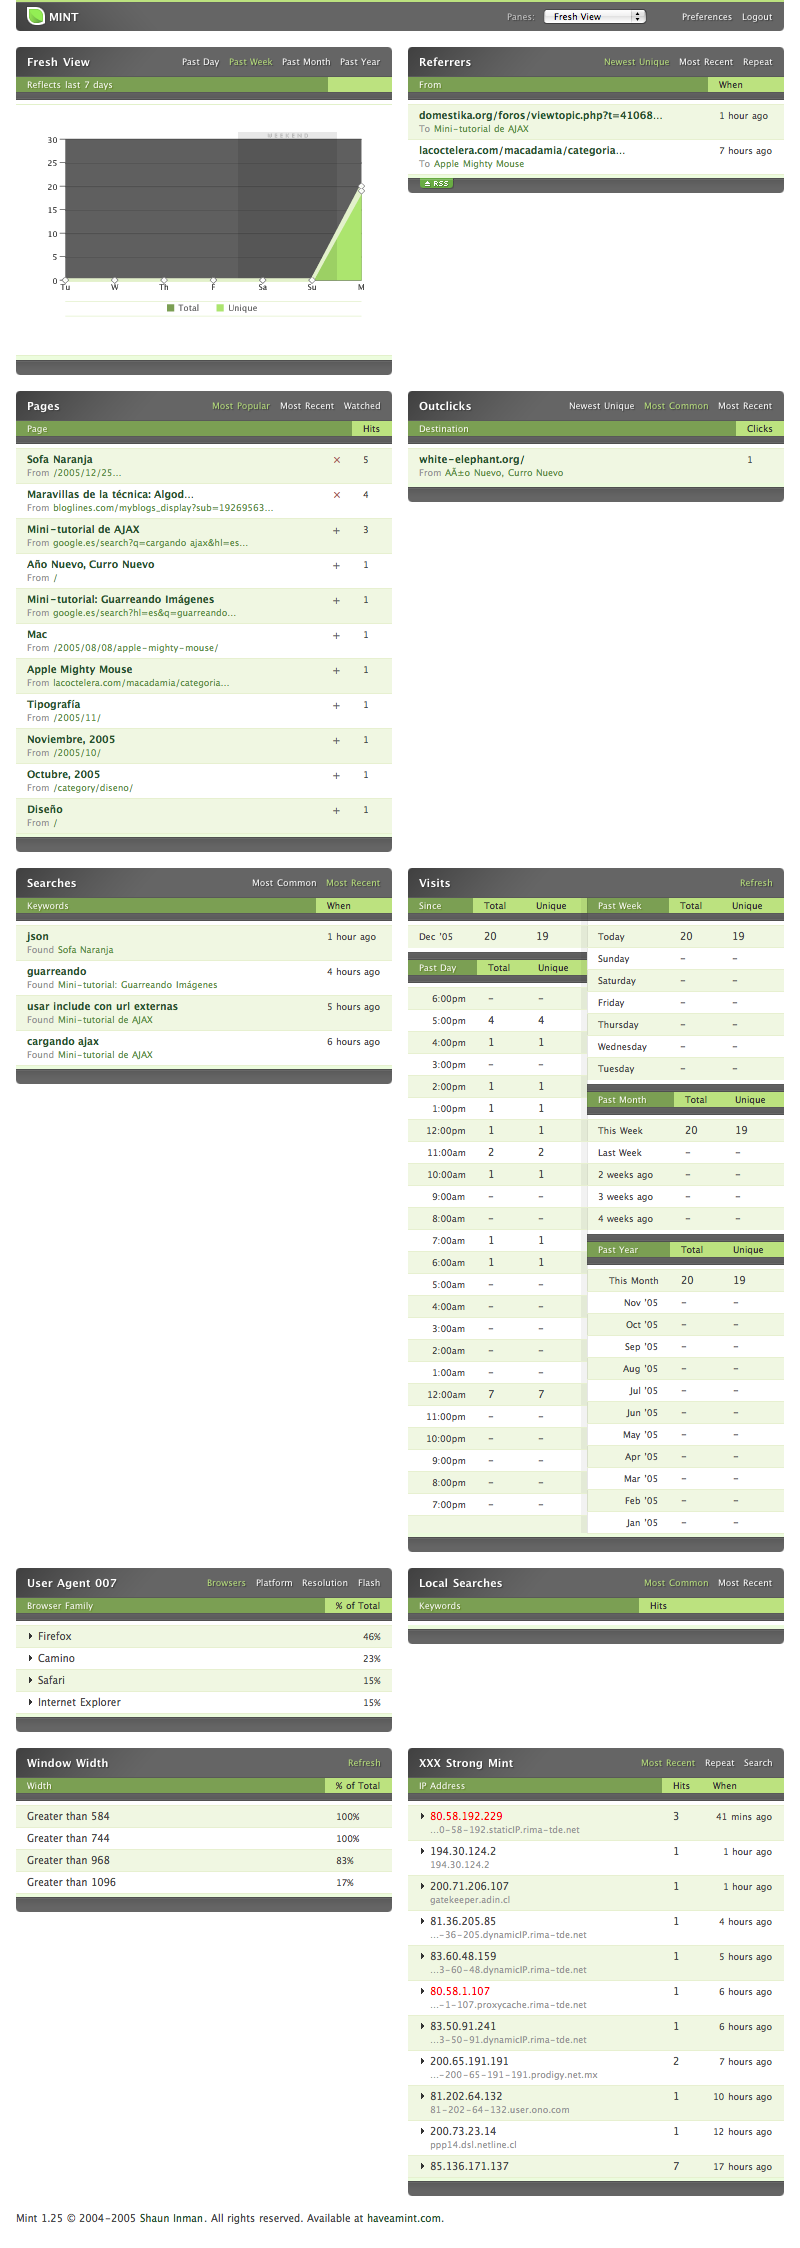 MINT Panes: Fresh View Preferences Logout
Fresh View Past Day Past Week Past Month Past Year
Reflects last 7 days
WEEKEND
30
25
20
15
10
5
0
Tu W Th F Sa Su M
Total Unique
Referrers Newest Unique Most Recent Repeat
From When
domestika.org/foros/viewtopic.php?t=41068... 1 hour ago
To Mini-tutorial de AJAX
lacoctelera.com/macadamia/categoria... 7 hours ago
To Apple Mighty Mouse
RSS
Pages Most Popular Most Recent Watched
Page Hits
Sofa Naranja × 5
From /2005/12/25...
Maravillas de la técnica: Algod... × 4
From bloglines.com/myblogs_display?sub=19269563...
Mini-tutorial de AJAX + 3
From google.es/search?q=cargando ajax&hl=es...
Año Nuevo, Curro Nuevo + 1
From /
Mini-tutorial: Guarreando Imágenes + 1
From google.es/search?hl=es&q=guarreando...
Mac + 1
From /2005/08/08/apple-mighty-mouse/
Apple Mighty Mouse + 1
From lacoctelera.com/macadamia/categoria...
Tipografía + 1
From /2005/11/
Noviembre, 2005 + 1
From /2005/10/
Octubre, 2005 + 1
From /category/diseno/
Diseño + 1
From /
Outclicks Newest Unique Most Common Most Recent
Destination Clicks
white-elephant.org/ 1
From AÃ±o Nuevo, Curro Nuevo
Searches Most Common Most Recent
Keywords When
json 1 hour ago
Found Sofa Naranja
guarreando 4 hours ago
Found Mini-tutorial: Guarreando Imágenes
usar include con url externas 5 hours ago
Found Mini-tutorial de AJAX
cargando ajax 6 hours ago
Found Mini-tutorial de AJAX
Visits Refresh
Since Total Unique
Dec '05 20 19
Past Day Total Unique
6:00pm – –
5:00pm 4 4
4:00pm 1 1
3:00pm – –
2:00pm 1 1
1:00pm 1 1
12:00pm 1 1
11:00am 2 2
10:00am 1 1
9:00am – –
8:00am – –
7:00am 1 1
6:00am 1 1
5:00am – –
4:00am – –
3:00am – –
2:00am – –
1:00am – –
12:00am 7 7
11:00pm – –
10:00pm – –
9:00pm – –
8:00pm – –
7:00pm – –
Past Week Total Unique
Today 20 19
Sunday – –
Saturday – –
Friday – –
Thursday – –
Wednesday – –
Tuesday – –
Past Month Total Unique
This Week 20 19
Last Week – –
2 weeks ago – –
3 weeks ago – –
4 weeks ago – –
Past Year Total Unique
This Month 20 19
Nov '05 – –
Oct '05 – –
Sep '05 – –
Aug '05 – –
Jul '05 – –
Jun '05 – –
May '05 – –
Apr '05 – –
Mar '05 – –
Feb '05 – –
Jan '05 – –
User Agent 007 Browsers Platform Resolution Flash
Browser Family % of Total
Firefox 46%
Camino 23%
Safari 15%
Internet Explorer 15%
Local Searches Most Common Most Recent
Keywords Hits
Window Width Refresh
Width % of Total
Greater than 584 100%
Greater than 744 100%
Greater than 968 83%
Greater than 1096 17%
XXX Strong Mint Most Recent Repeat Search
IP Address Hits When
80.58.192.229 3 41 mins ago
...0-58-192.staticIP.rima-tde.net
194.30.124.2 1 1 hour ago
194.30.124.2
200.71.206.107 1 1 hour ago
gatekeeper.adin.cl
81.36.205.85 1 4 hours ago
...-36-205.dynamicIP.rima-tde.net
83.60.48.159 1 5 hours ago
...3-60-48.dynamicIP.rima-tde.net
80.58.1.107 1 6 hours ago
...-1-107.proxycache.rima-tde.net
83.50.91.241 1 6 hours ago
...3-50-91.dynamicIP.rima-tde.net
200.65.191.191 2 7 hours ago
...-200-65-191-191.prodigy.net.mx
81.202.64.132 1 10 hours ago
81-202-64-132.user.ono.com
200.73.23.14 1 12 hours ago
ppp14.dsl.netline.cl
85.136.171.137 7 17 hours ago
Mint 1.25 © 2004-2005 Shaun Inman. All rights reserved. Available at haveamint.com.